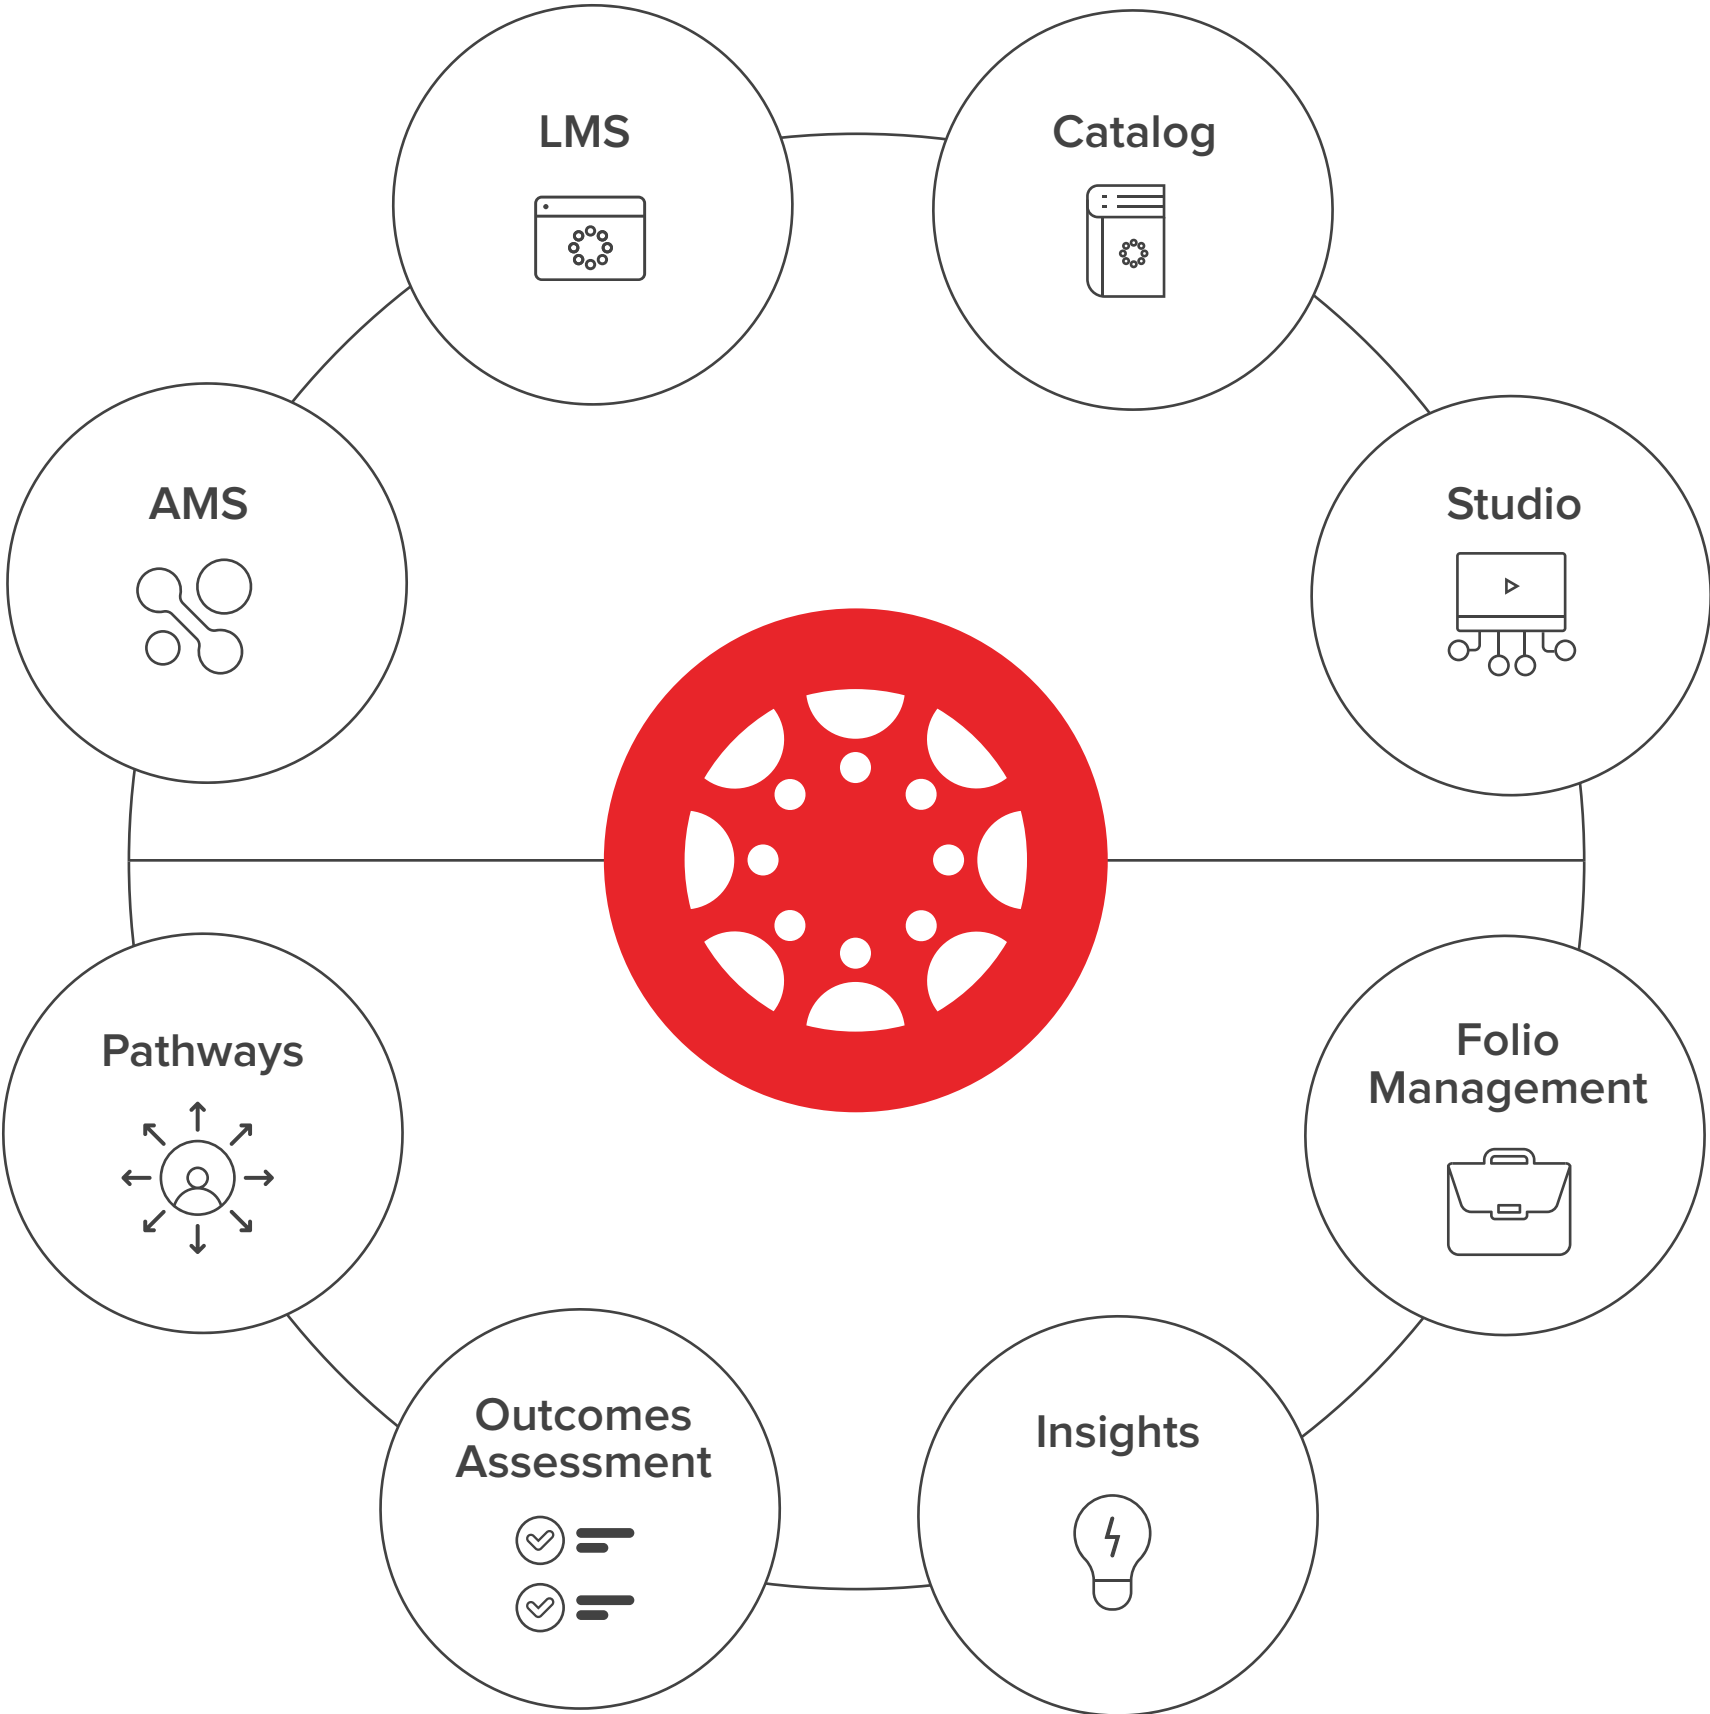 LMS
Catalog
AMS
Studio
Pathways
Folio
Management
Outcomes
Assessment
Insights